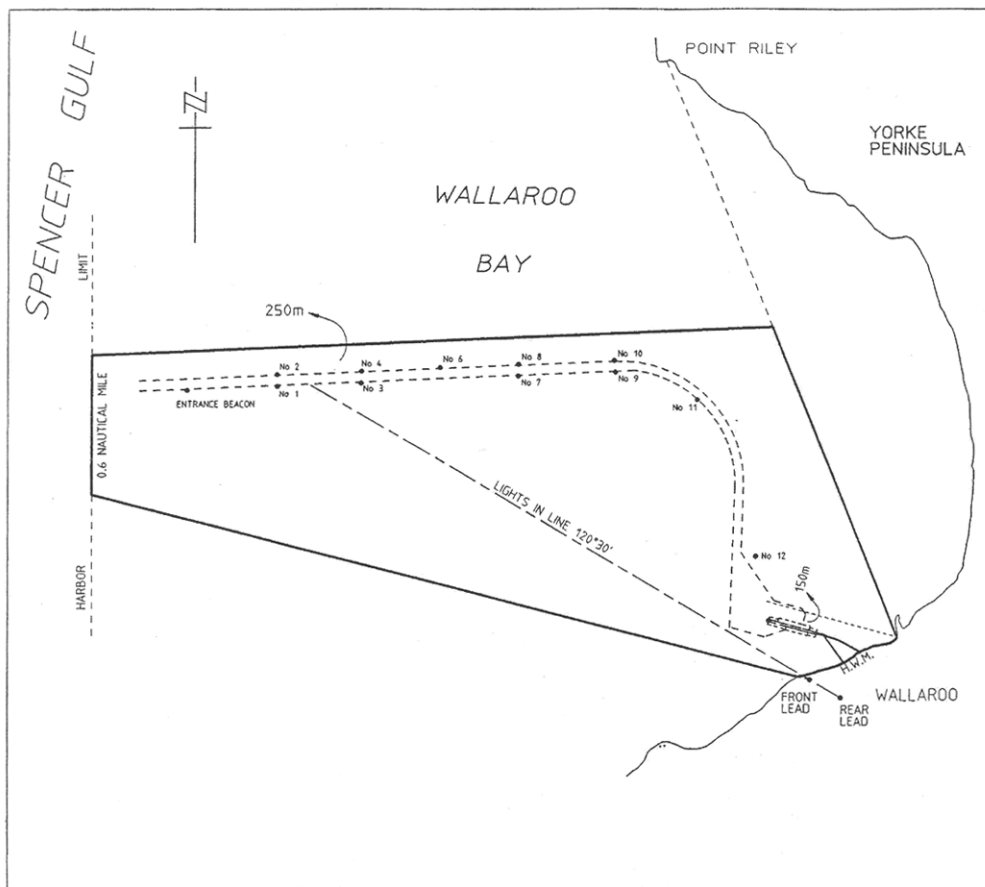 SPENCER GULF
POINT RILEY
YORKE
PENINSULA
N
WALLAROO
BAY
LIMIT
250m
No 2
No 4
No 6
No 8
No 10
ENTRANCE BEACON
No 1
No 3
No 7
No 9
No 11
0.6 NAUTICAL MILE
LIGHTS IN LINE 120°30'
No 12
150m
HARBOR
H.W.M.
FRONT
LEAD
REAR
LEAD
WALLAROO